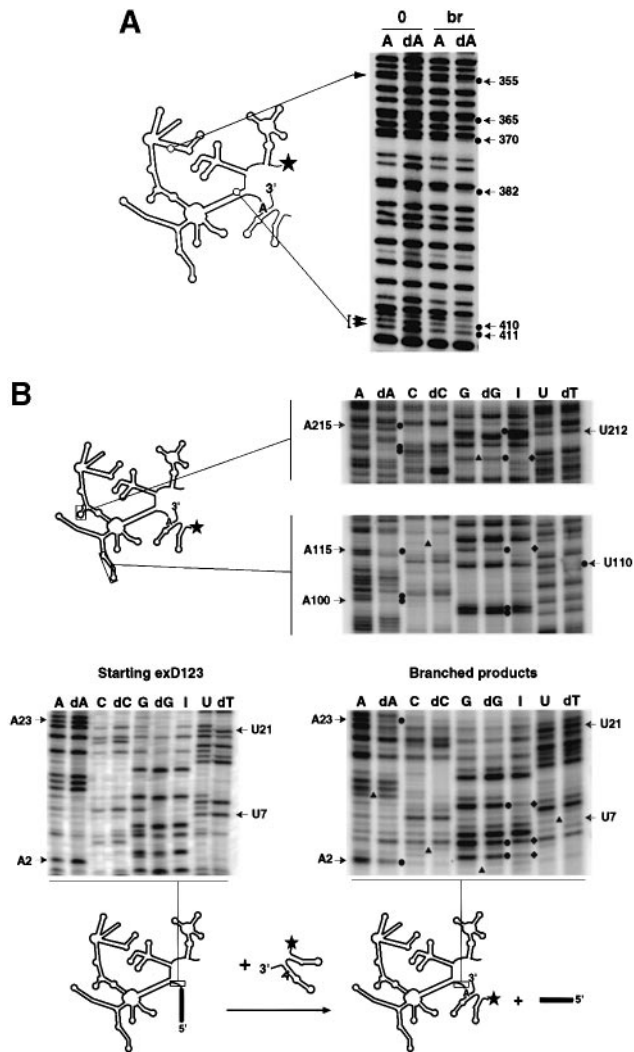 A
0 br
A dA A dA
355
365
370
382
410
411
3'
A
B
A dA C dC G dG I U dT
A215
U212
A115
U110
A100
3'
Starting exD123
Branched products
A dA C dC G dG I U dT
A dA C dC G dG I U dT
A23
U21
A23
U21
U7
U7
A2
A2
+
3'
A
3'
A
+
5'
5'